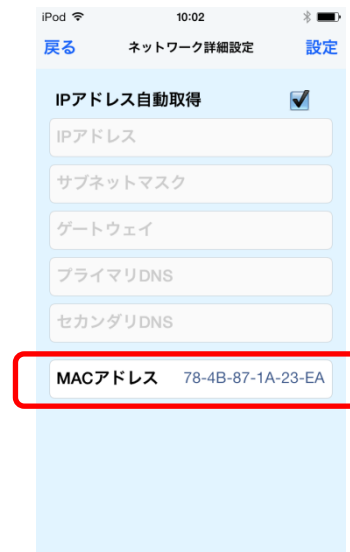 iPod 10:02
戻る ネットワーク詳細設定 設定
IPアドレス自動取得
IPアドレス
サブネットマスク
ゲートウェイ
プライマリDNS
セカンダリDNS
MACアドレス 78-4B-87-1A-23-EA